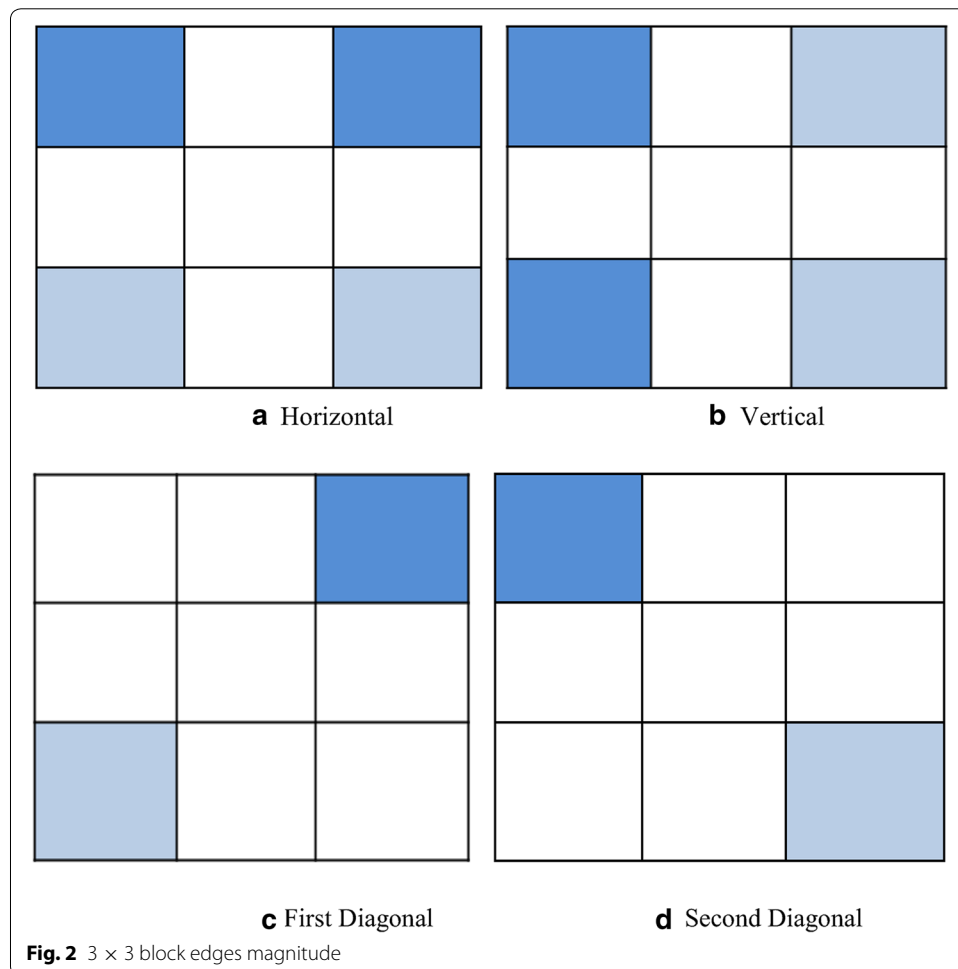 a Horizontal
b Vertical
c First Diagonal
d Second Diagonal
Fig. 2 3 × 3 block edges magnitude